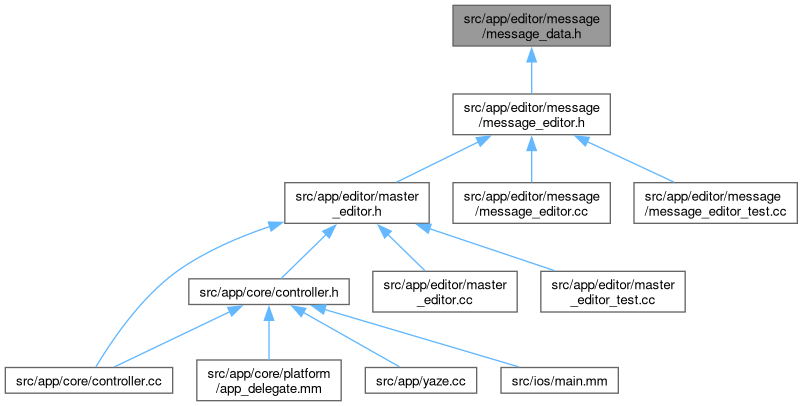 src/app/editor/message
/message_data.h
src/app/editor/message
/message_editor.h
src/app/editor/master
_editor.h
src/app/editor/message
/message_editor.cc
src/app/editor/message
/message_editor_test.cc
src/app/core/controller.h
src/app/editor/master
_editor.cc
src/app/editor/master
_editor_test.cc
src/app/core/controller.cc
src/app/core/platform
/app_delegate.mm
src/app/yaze.cc
src/ios/main.mm